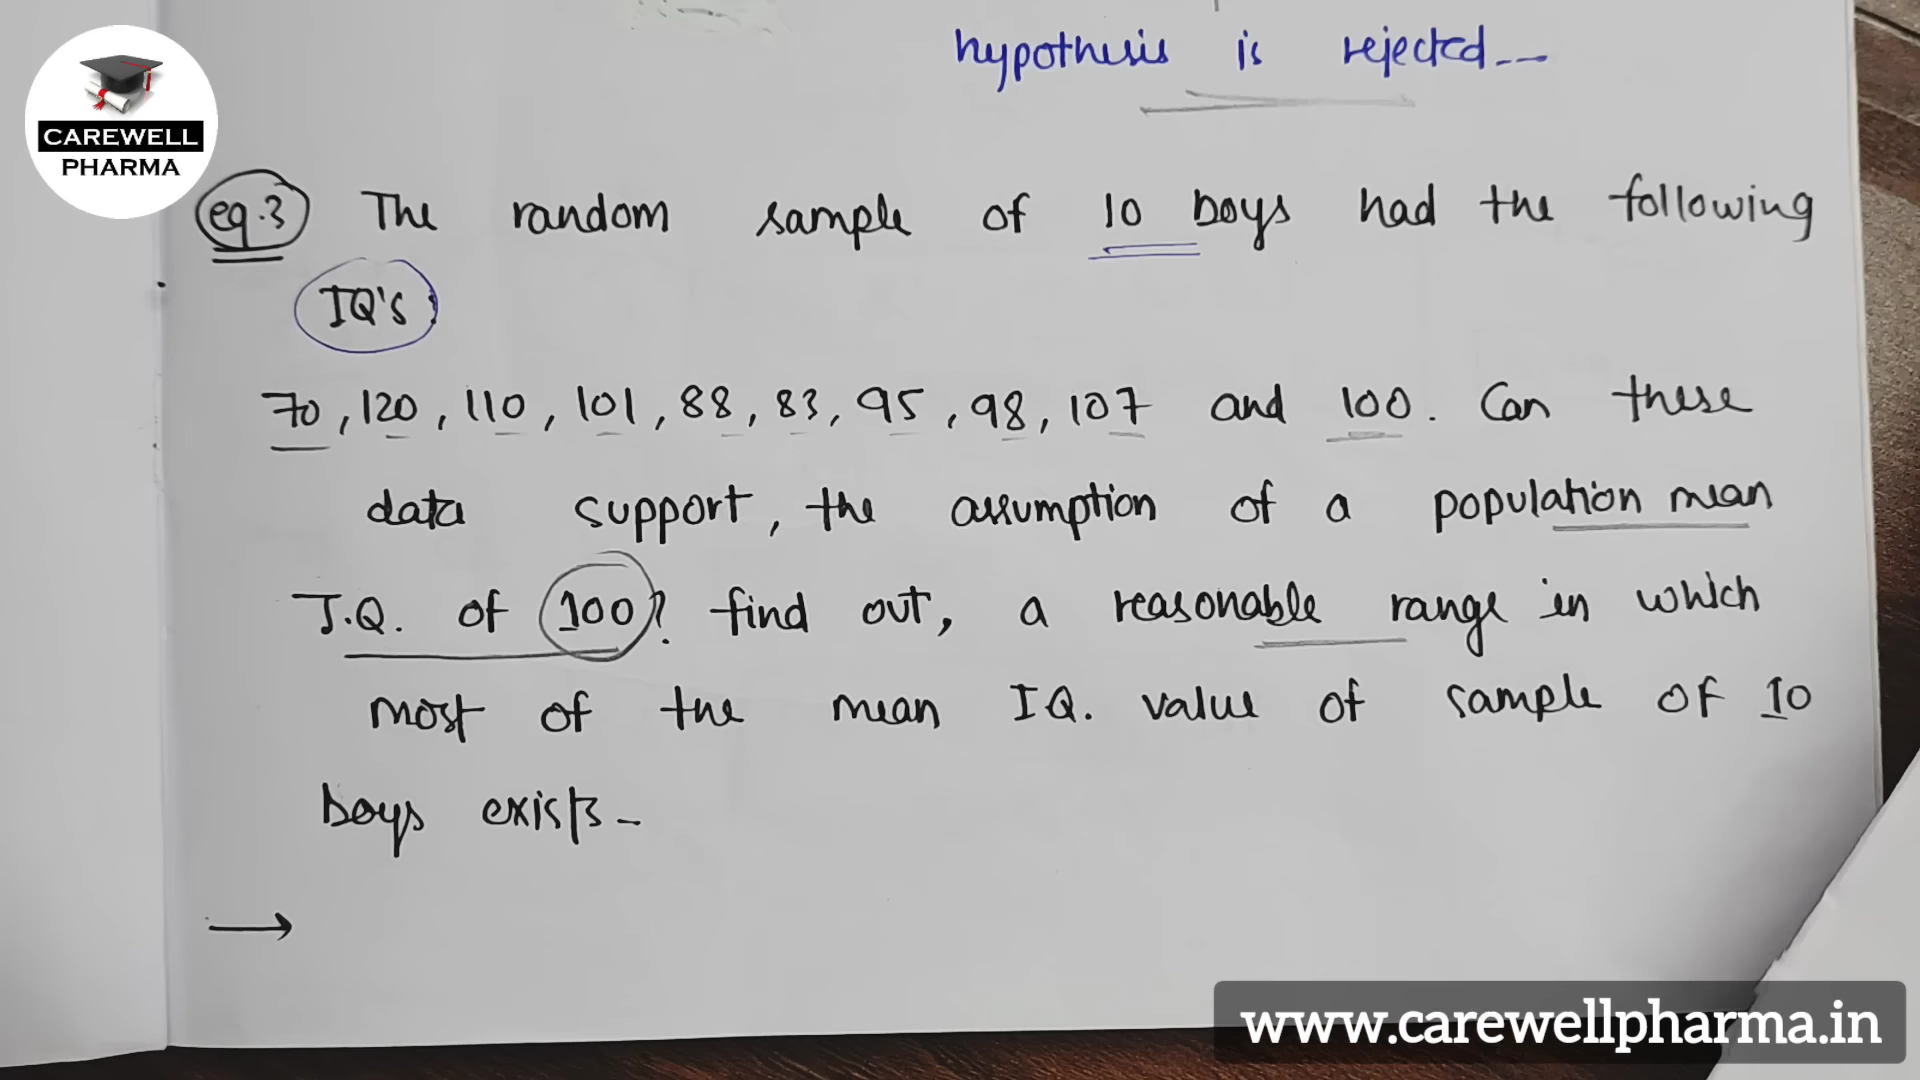 hypothesis is rejected--
CAREWELL
PHARMA
eg.3 The random sample of 10 boys had the following
IQ's:
70, 120, 110, 101, 88, 83, 95, 98, 107 and 100. Can these
data support, the assumption of a population mean
I.Q. of 100? find out, a reasonable range in which
most of the mean IQ. value of sample of 10
boys exists-
→
www.carewellpharma.in